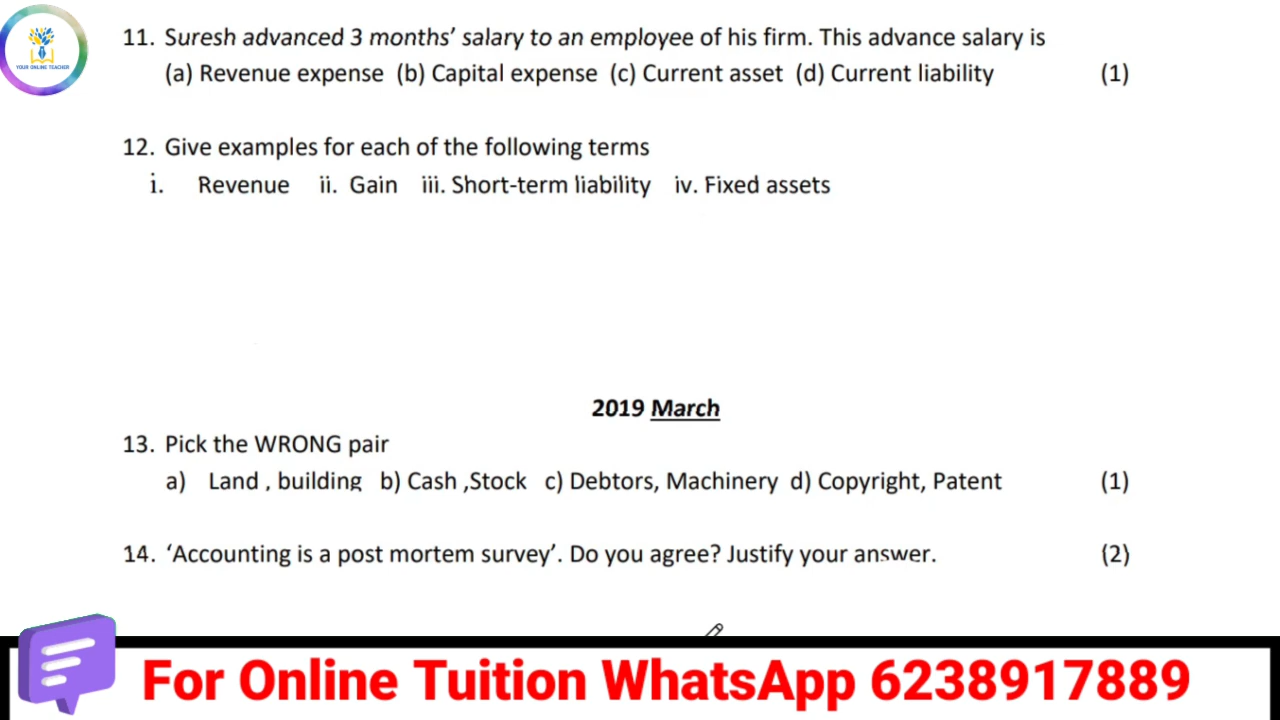 YOUR ONLINE TEACHER
11. Suresh advanced 3 months’ salary to an employee of his firm. This advance salary is
(a) Revenue expense (b) Capital expense (c) Current asset (d) Current liability (1)
12. Give examples for each of the following terms
i. Revenue ii. Gain iii. Short-term liability iv. Fixed assets
2019 March
13. Pick the WRONG pair
a) Land , building b) Cash ,Stock c) Debtors, Machinery d) Copyright, Patent (1)
14. ‘Accounting is a post mortem survey’. Do you agree? Justify your answer. (2)
For Online Tuition WhatsApp 6238917889